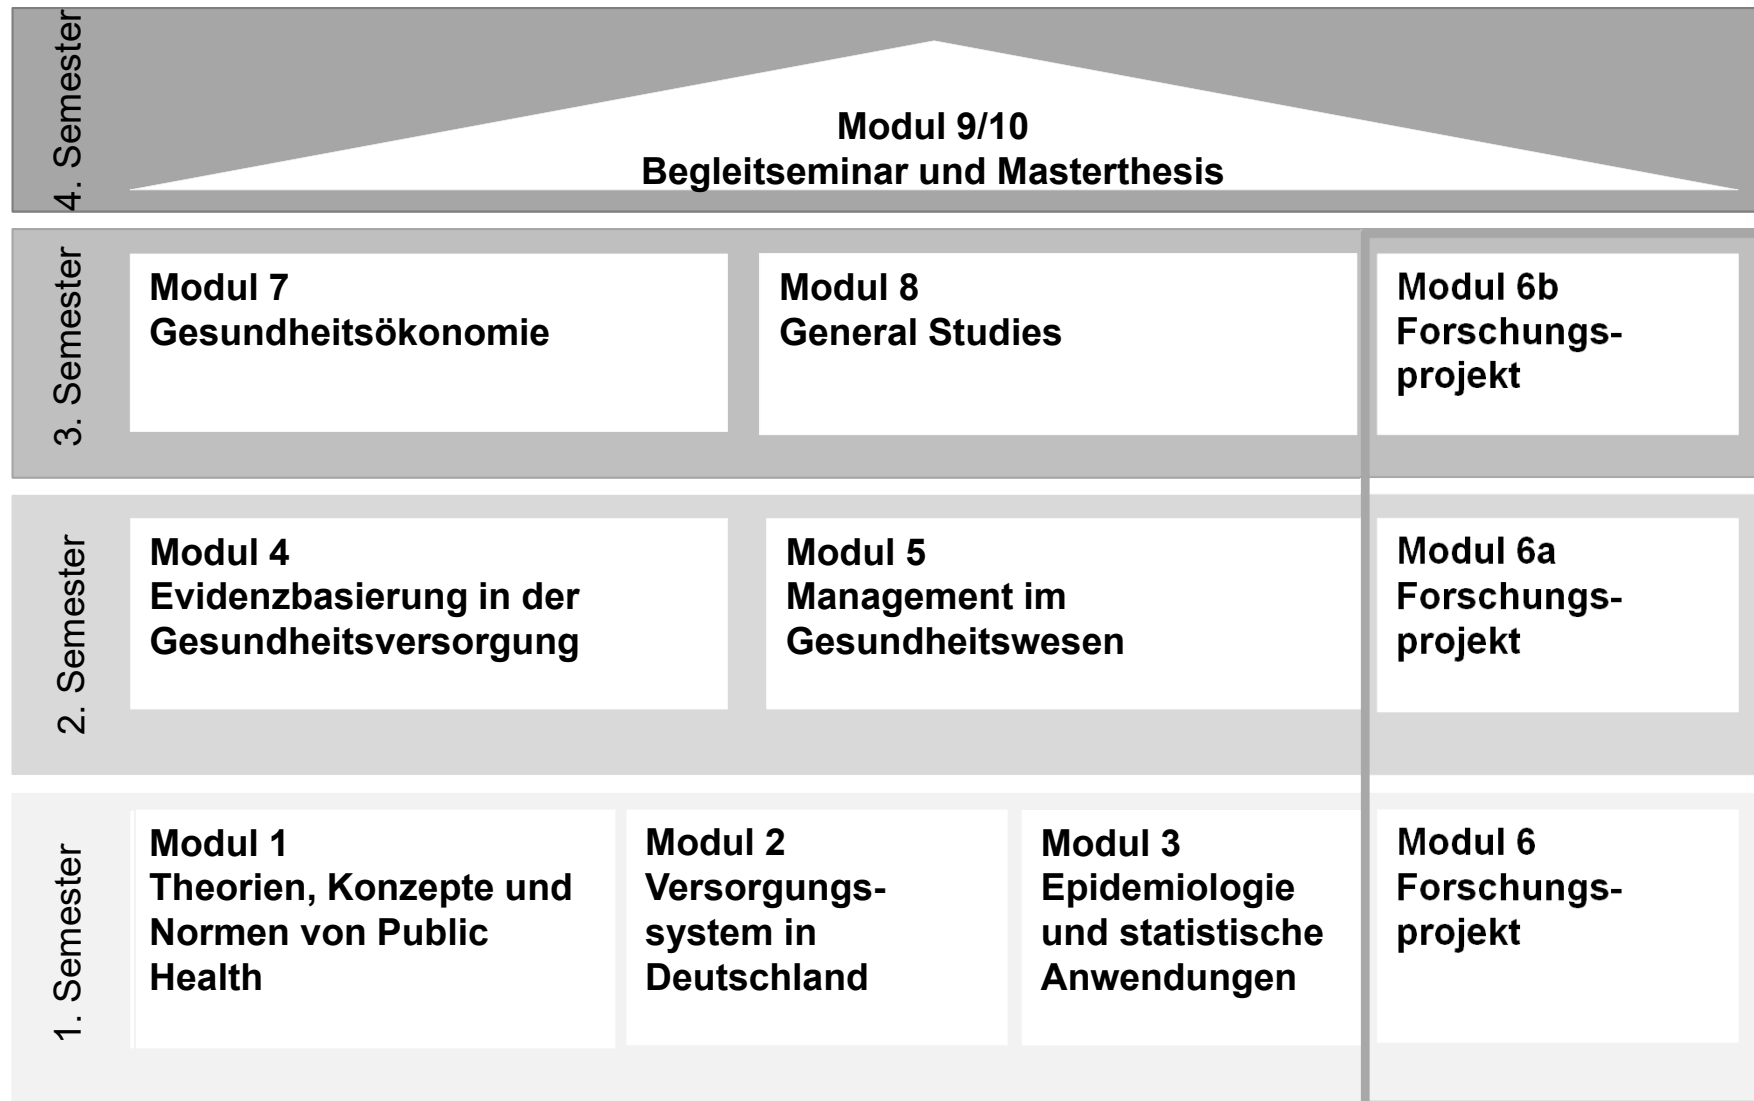 4. Semester
Modul 9/10
Begleitseminar und Masterthesis
3. Semester
Modul 7
Gesundheitsökonomie
Modul 8
General Studies
Modul 6b
Forschungs-
projekt
2. Semester
Modul 4
Evidenzbasierung in der
Gesundheitsversorgung
Modul 5
Management im
Gesundheitswesen
Modul 6a
Forschungs-
projekt
1. Semester
Modul 1
Theorien, Konzepte und
Normen von Public
Health
Modul 2
Versorgungs-
system in
Deutschland
Modul 3
Epidemiologie
und statistische
Anwendungen
Modul 6
Forschungs-
projekt